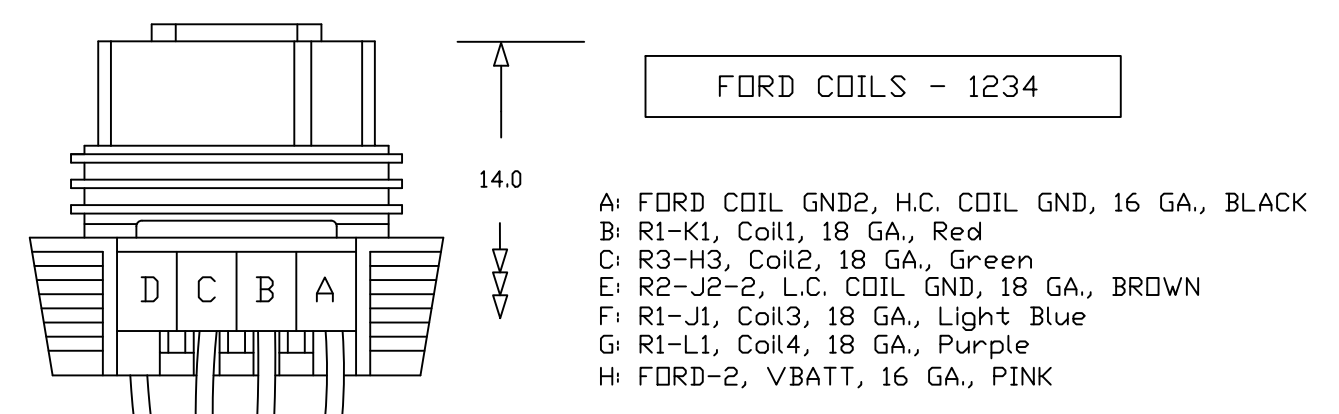 FORD COILS - 1234
14.0
A: FORD COIL GND2, H.C. COIL GND, 16 GA., BLACK
B: R1-K1, Coil1, 18 GA., Red
C: R3-H3, Coil2, 18 GA., Green
E: R2-J2-2, L.C. COIL GND, 18 GA., BROWN
F: R1-J1, Coil3, 18 GA., Light Blue
G: R1-L1, Coil4, 18 GA., Purple
H: FORD-2, VBATT, 16 GA., PINK
D C B A